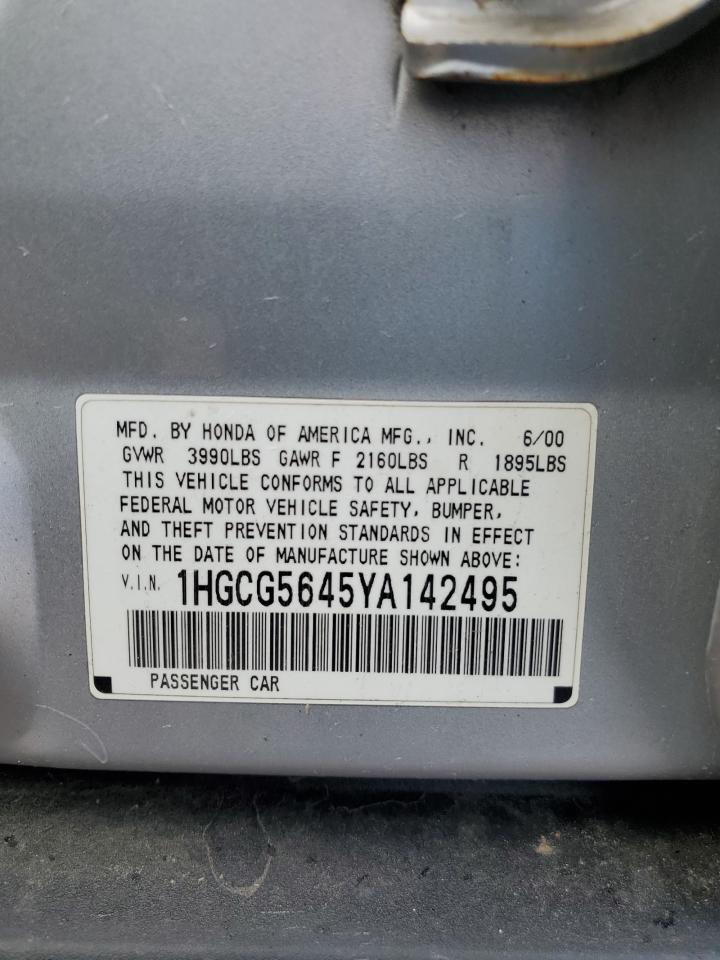 MFD. BY HONDA OF AMERICA MFG., INC. 6/00
GVWR 3990LBS GAWR F 2160LBS R 1895LBS
THIS VEHICLE CONFORMS TO ALL APPLICABLE
FEDERAL MOTOR VEHICLE SAFETY, BUMPER,
AND THEFT PREVENTION STANDARDS IN EFFECT
ON THE DATE OF MANUFACTURE SHOWN ABOVE:
V.I.N. 1HGCG5645YA142495
PASSENGER CAR